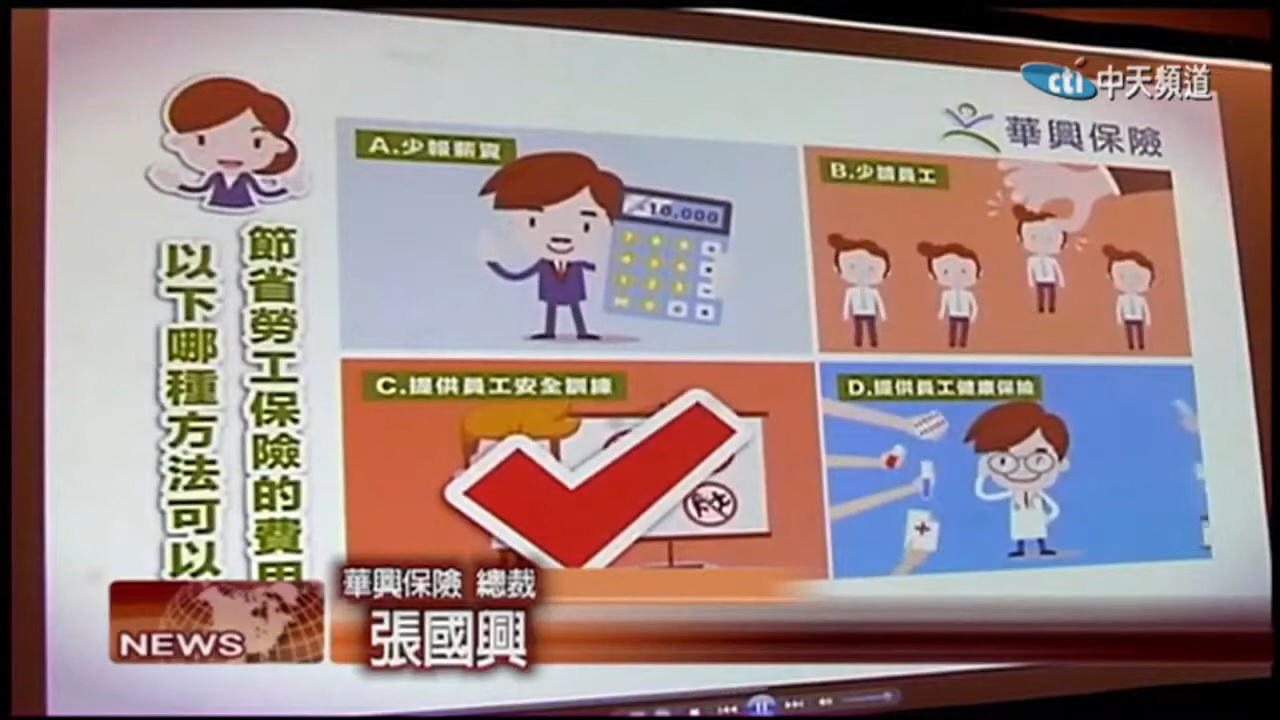 cti 中天頻道
華興保險
以下哪種方法可以
節省勞工保險的費用
A.少報薪資
-10,000
B.少請員工
C.提供員工安全訓練
D.提供員工健康保險
NEWS
華興保險 總裁
張國興